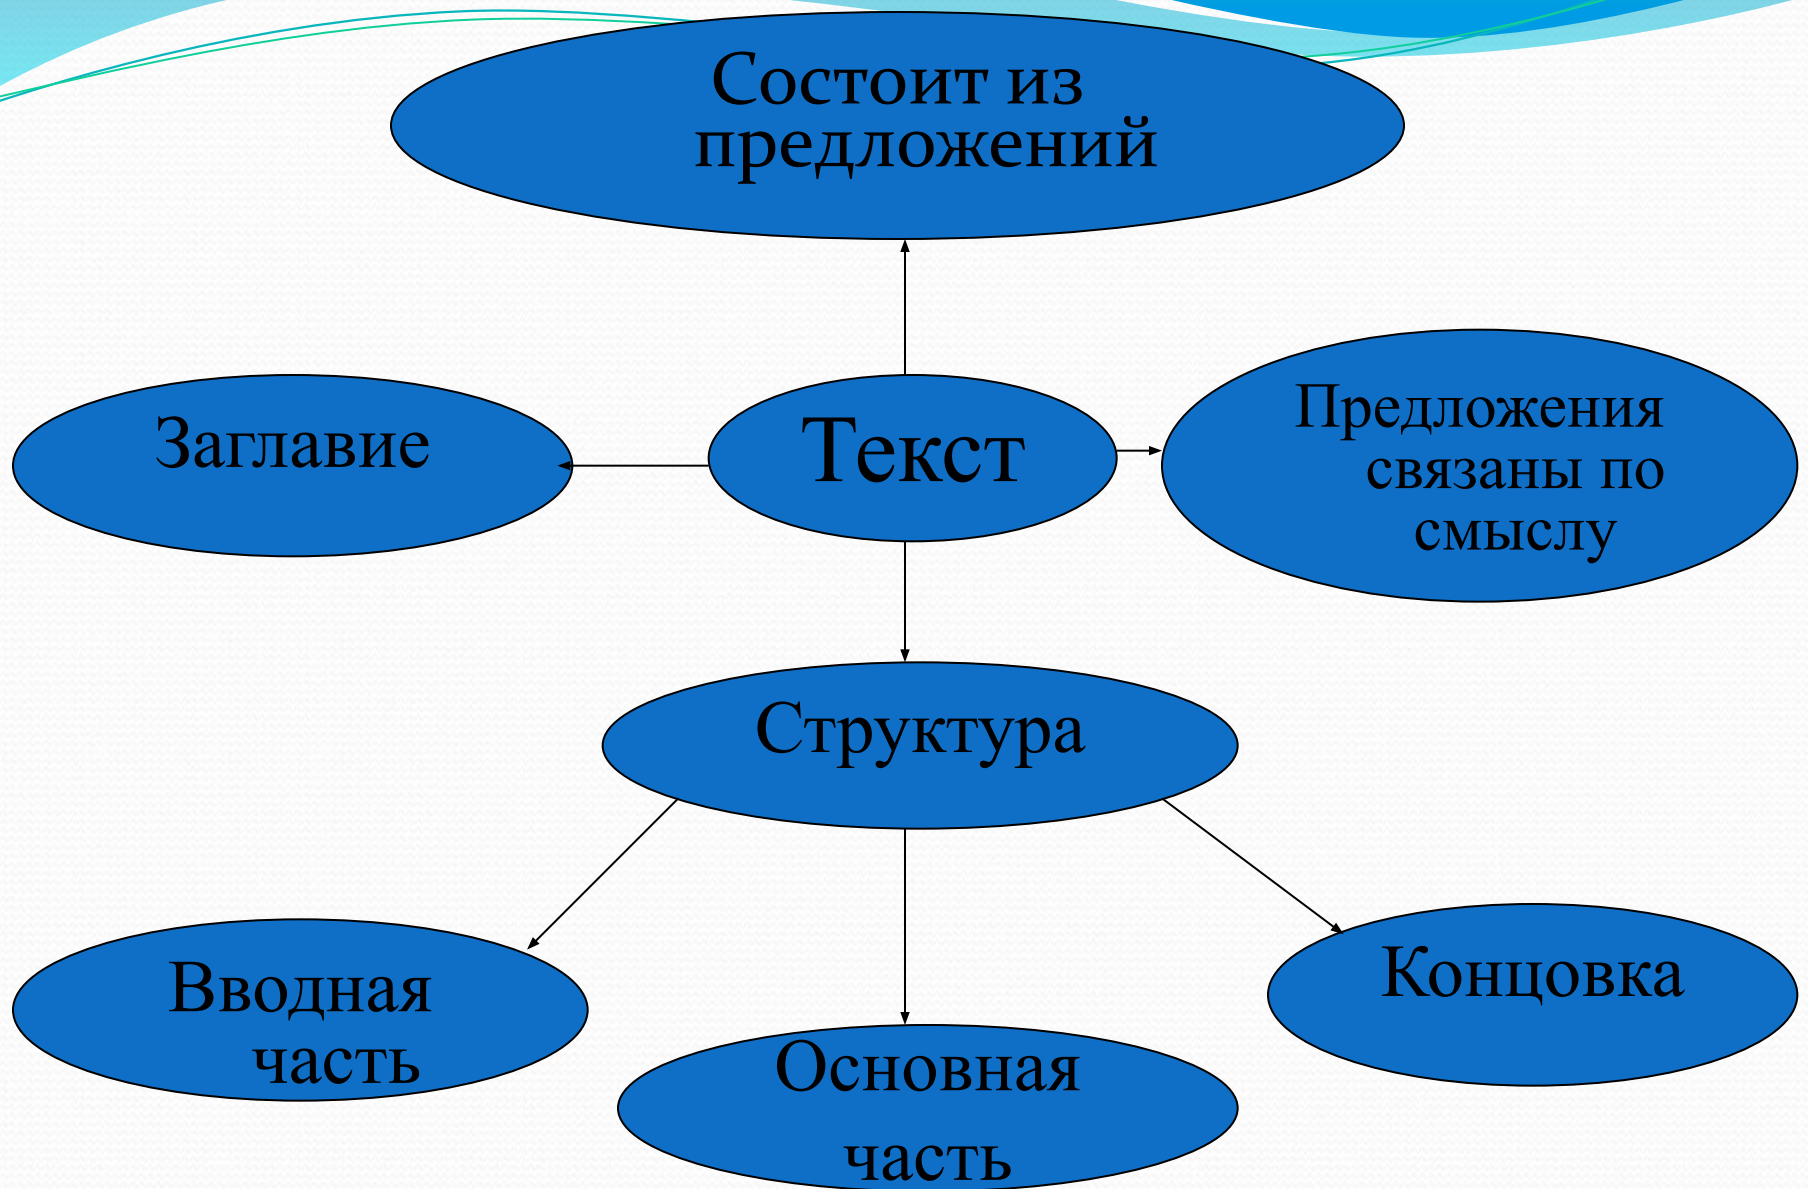 Состоит из
предложений
Заглавие
Текст
Предложения
связаны по
смыслу
Структура
Вводная
часть
Основная
часть
Концовка